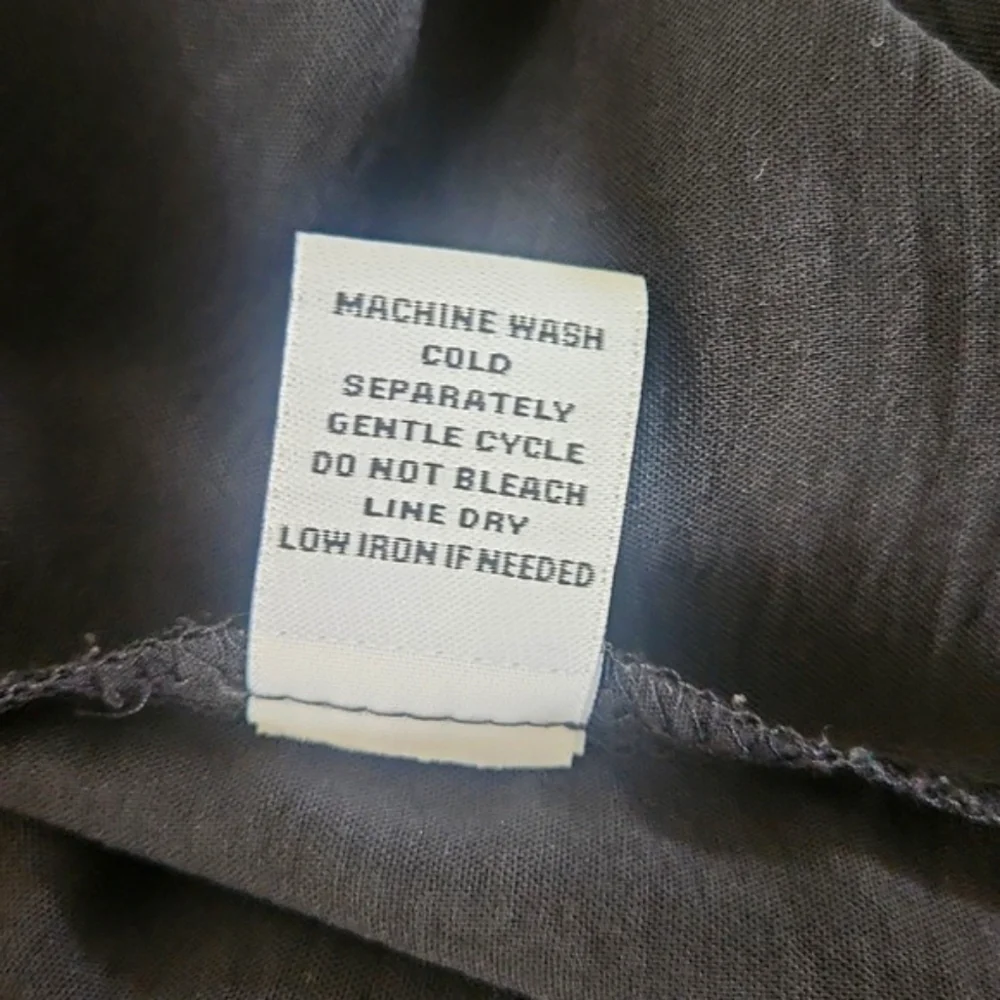 MACHINE WASH
COLD
SEPARATELY
GENTLE CYCLE
DO NOT BLEACH
LINE DRY
LOW IRON IF NEEDED